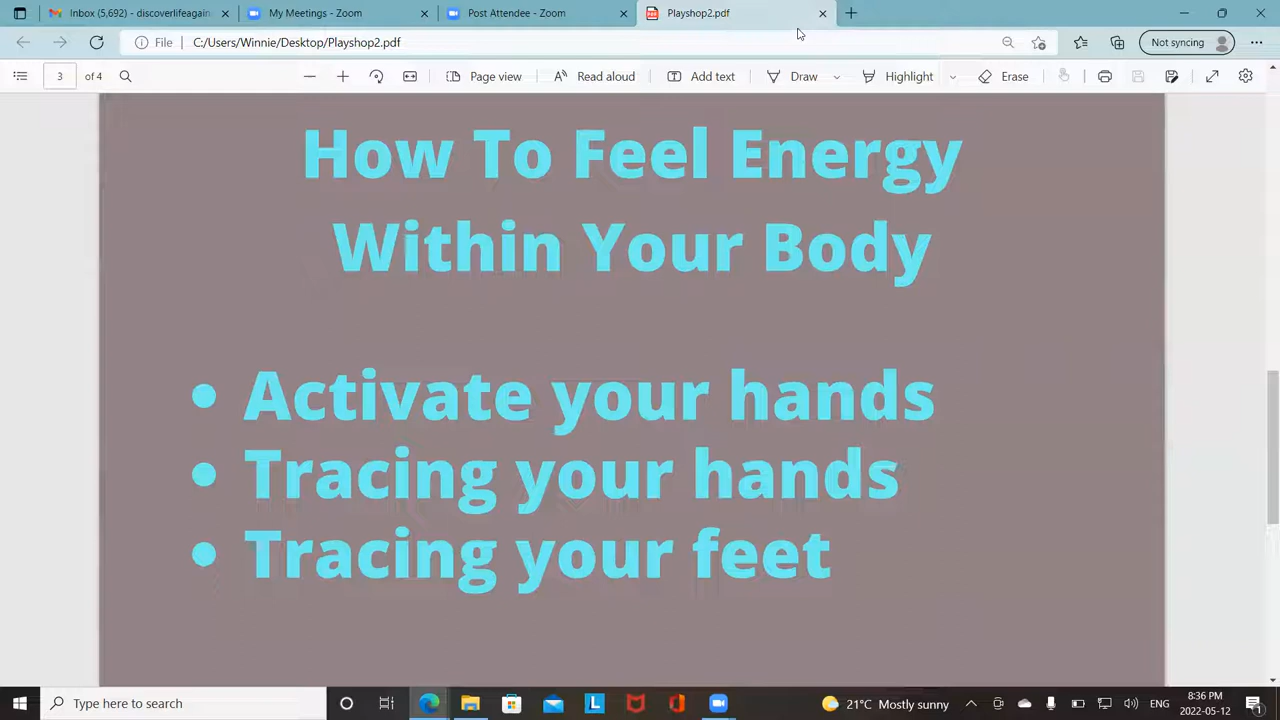 Inbox (5,692) - discoverlifeagain
My Meetings - Zoom
Post Attendee - Zoom
Playshop2.pdf
File
C:/Users/Winnie/Desktop/Playshop2.pdf
Not syncing
3 of 4
Page view
Read aloud
Add text
Draw
Highlight
Erase
How To Feel Energy
Within Your Body
• Activate your hands
• Tracing your hands
• Tracing your feet
Type here to search
21°C Mostly sunny
ENG
8:36 PM
2022-05-12